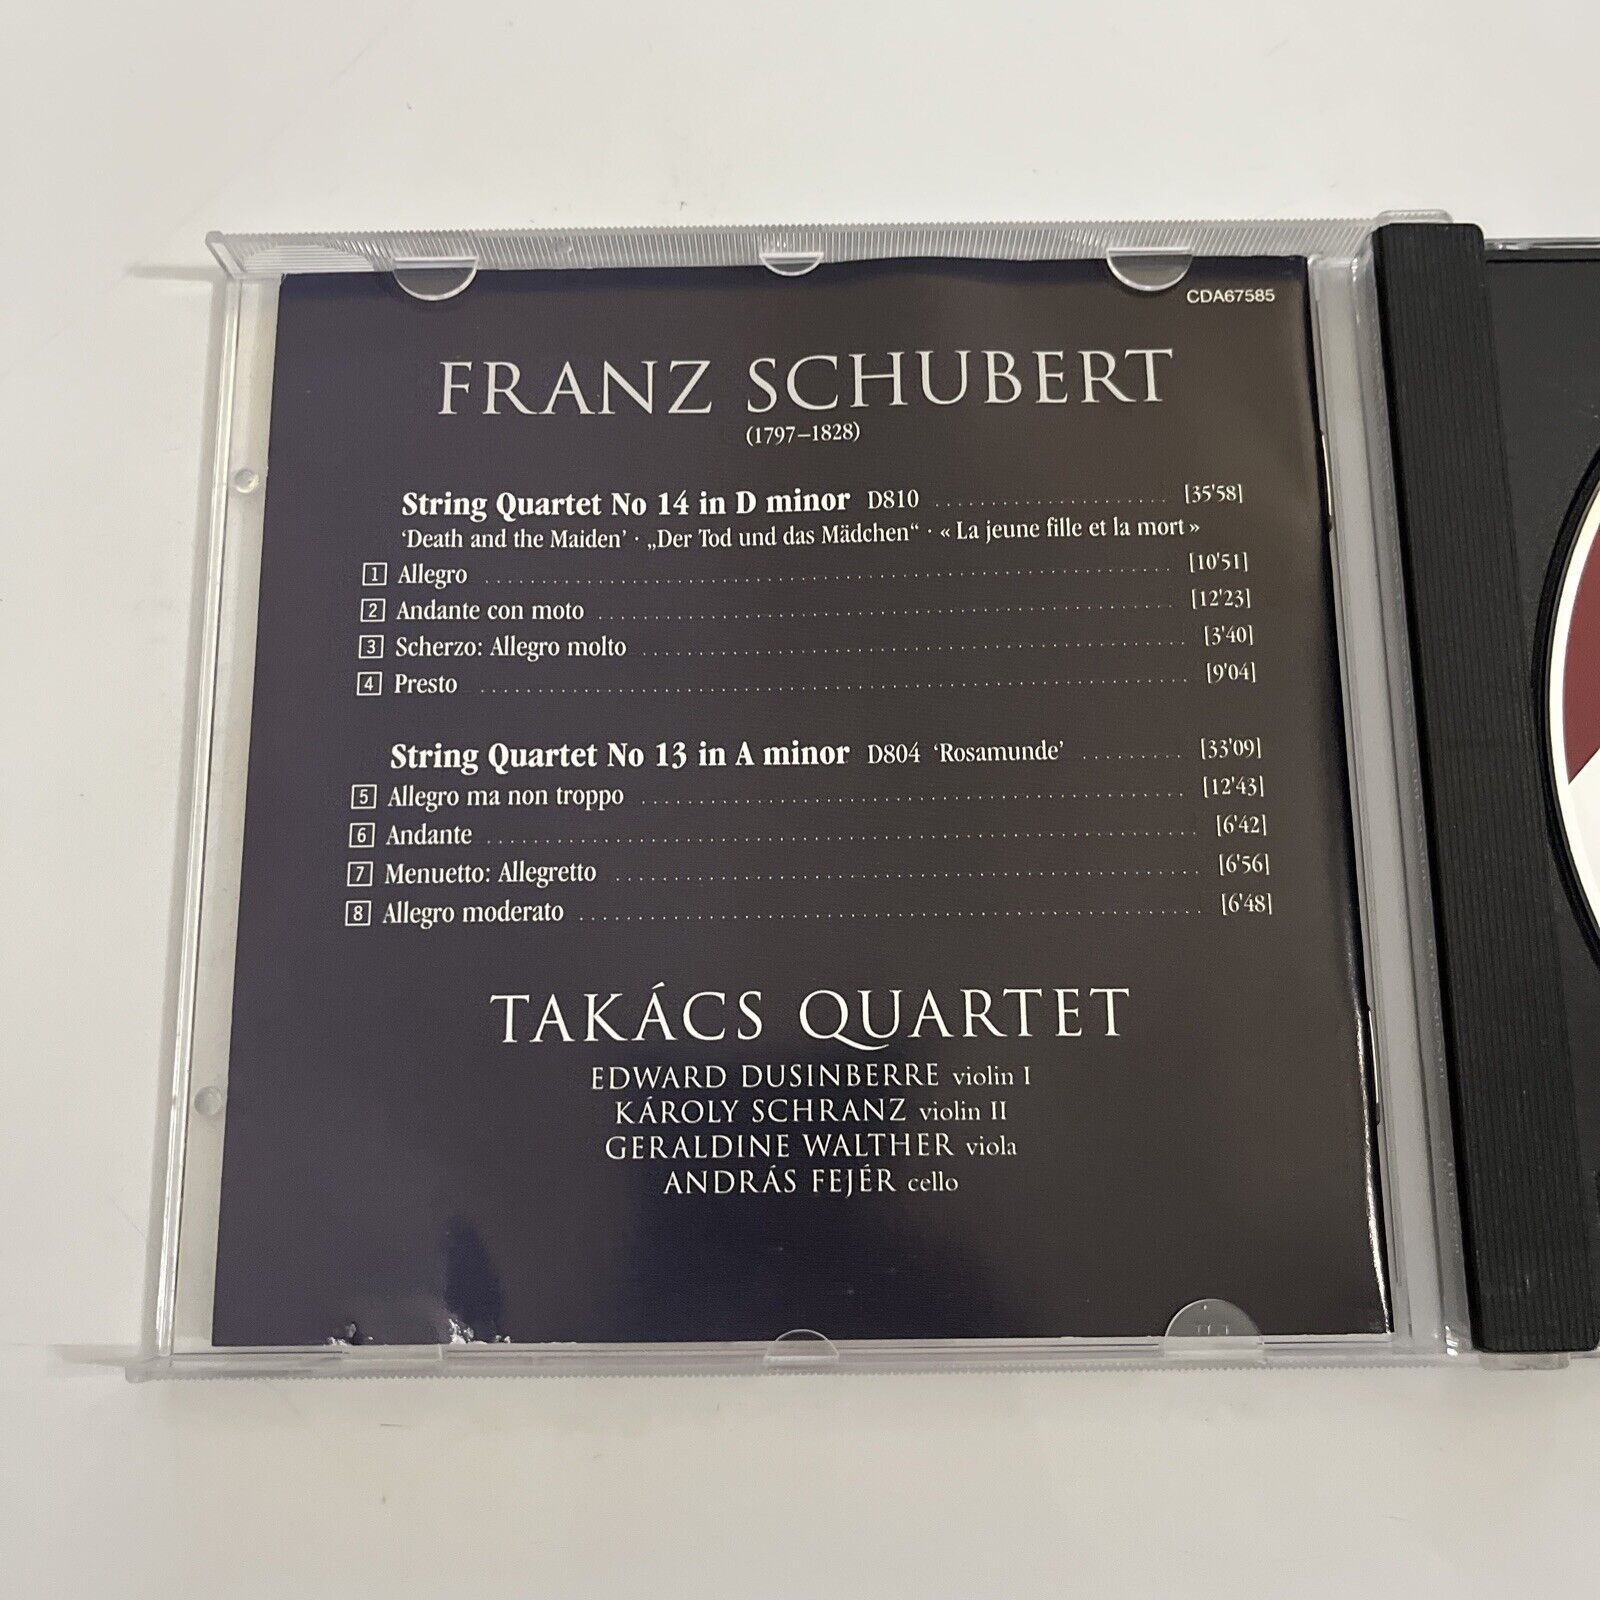 CDA67585
FRANZ SCHUBERT
(1797–1828)
String Quartet No 14 in D minor D810 . . . . . . . . . . . . . . . . . . . . [35'58]
‘Death and the Maiden’ · „Der Tod und das Mädchen“ · « La jeune fille et la mort »
1 Allegro . . . . . . . . . . . . . . . . . . . . [10'51]
2 Andante con moto . . . . . . . . . . . . . . . . . . . . [12'23]
3 Scherzo: Allegro molto . . . . . . . . . . . . . . . . . . . . [3'40]
4 Presto . . . . . . . . . . . . . . . . . . . . [9'04]
String Quartet No 13 in A minor D804 ‘Rosamunde’ . . . . . . . . . [33'09]
5 Allegro ma non troppo . . . . . . . . . . . . . . . . . . . . [12'43]
6 Andante . . . . . . . . . . . . . . . . . . . . [6'42]
7 Menuetto: Allegretto . . . . . . . . . . . . . . . . . . . . [6'56]
8 Allegro moderato . . . . . . . . . . . . . . . . . . . . [6'48]
TAKÁCS QUARTET
EDWARD DUSINBERRE violin I
KÁROLY SCHRANZ violin II
GERALDINE WALTHER viola
ANDRÁS FEJÉR cello